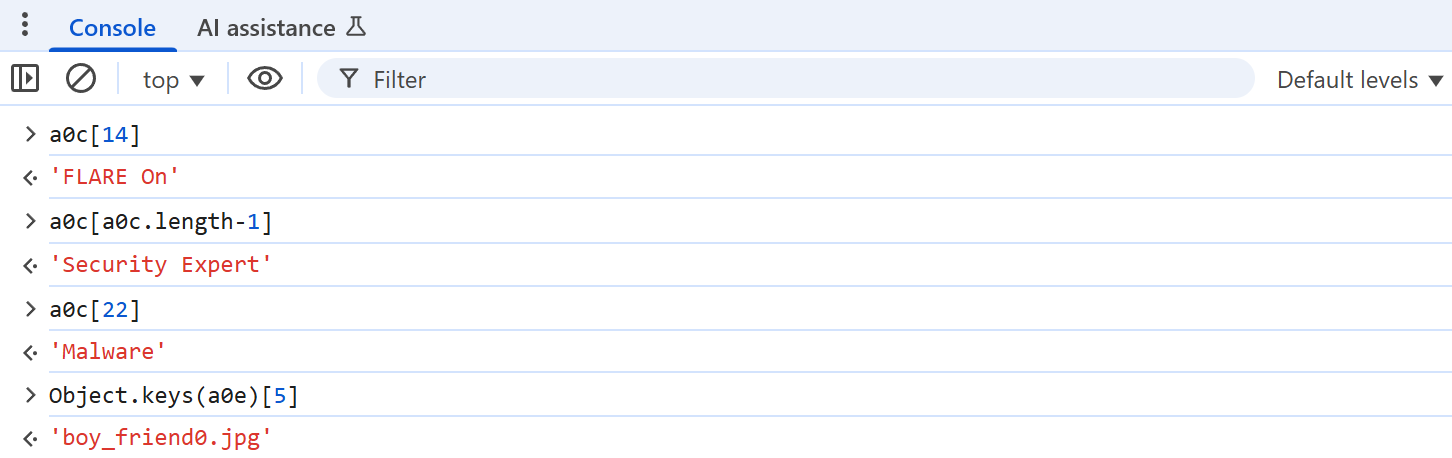 Console AI assistance
top Filter Default levels
a0c[14]
'FLARE On'
a0c[a0c.length-1]
'Security Expert'
a0c[22]
'Malware'
Object.keys(a0e)[5]
'boy_friend0.jpg'